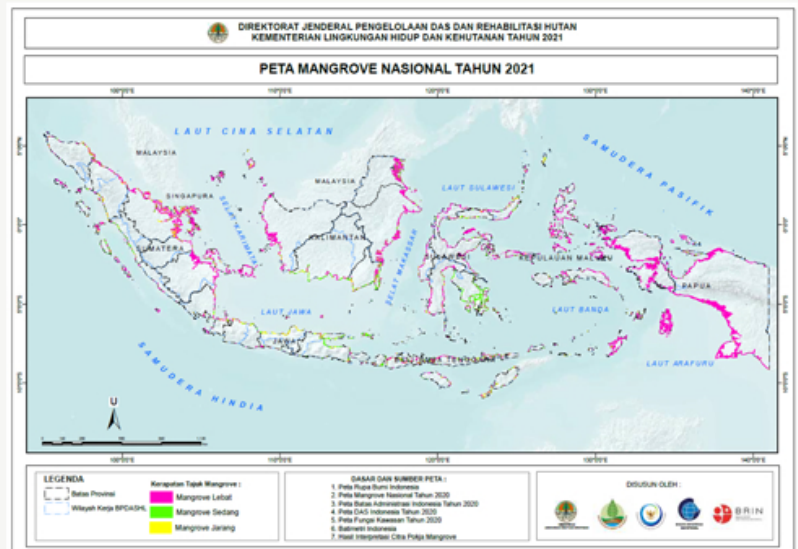 DIREKTORAT JENDERAL PENGELOLAAN DAS DAN REHABILITASI HUTAN
KEMENTERIAN LINGKUNGAN HIDUP DAN KEHUTANAN TAHUN 2021
PETA MANGROVE NASIONAL TAHUN 2021
LAUT CINA SELATAN
SAMUDERA PASIFIK
MALAYSIA
MALAYSIA
LAUT SULAWESI
SINGAPURA
SELAT KARIMATA
KALIMANTAN
SUMATERA
SELAT MAKASSAR
SULAWESI
KEPULAUAN MALUKU
PAPUA
LAUT JAWA
LAUT BANDA
JAWA
NUSA TENGGARA
LAUT ARAFURU
SAMUDERA HINDIA
U
LEGENDA
Batas Provinsi
Wilayah Kerja BPDASHL
Kerapatan Tajuk Mangrove :
Mangrove Lebat
Mangrove Sedang
Mangrove Jarang
DASAR DAN SUMBER PETA :
1. Peta Rupa Bumi Indonesia
2. Peta Mangrove Nasional Tahun 2020
3. Peta Batas Administrasi Indonesia Tahun 2020
4. Peta DAS Indonesia Tahun 2020
5. Peta Fungsi Kawasan Tahun 2020
6. Batimetri Indonesia
7. Hasil Interpretasi Citra Pokja Mangrove
DISUSUN OLEH :
BRIN